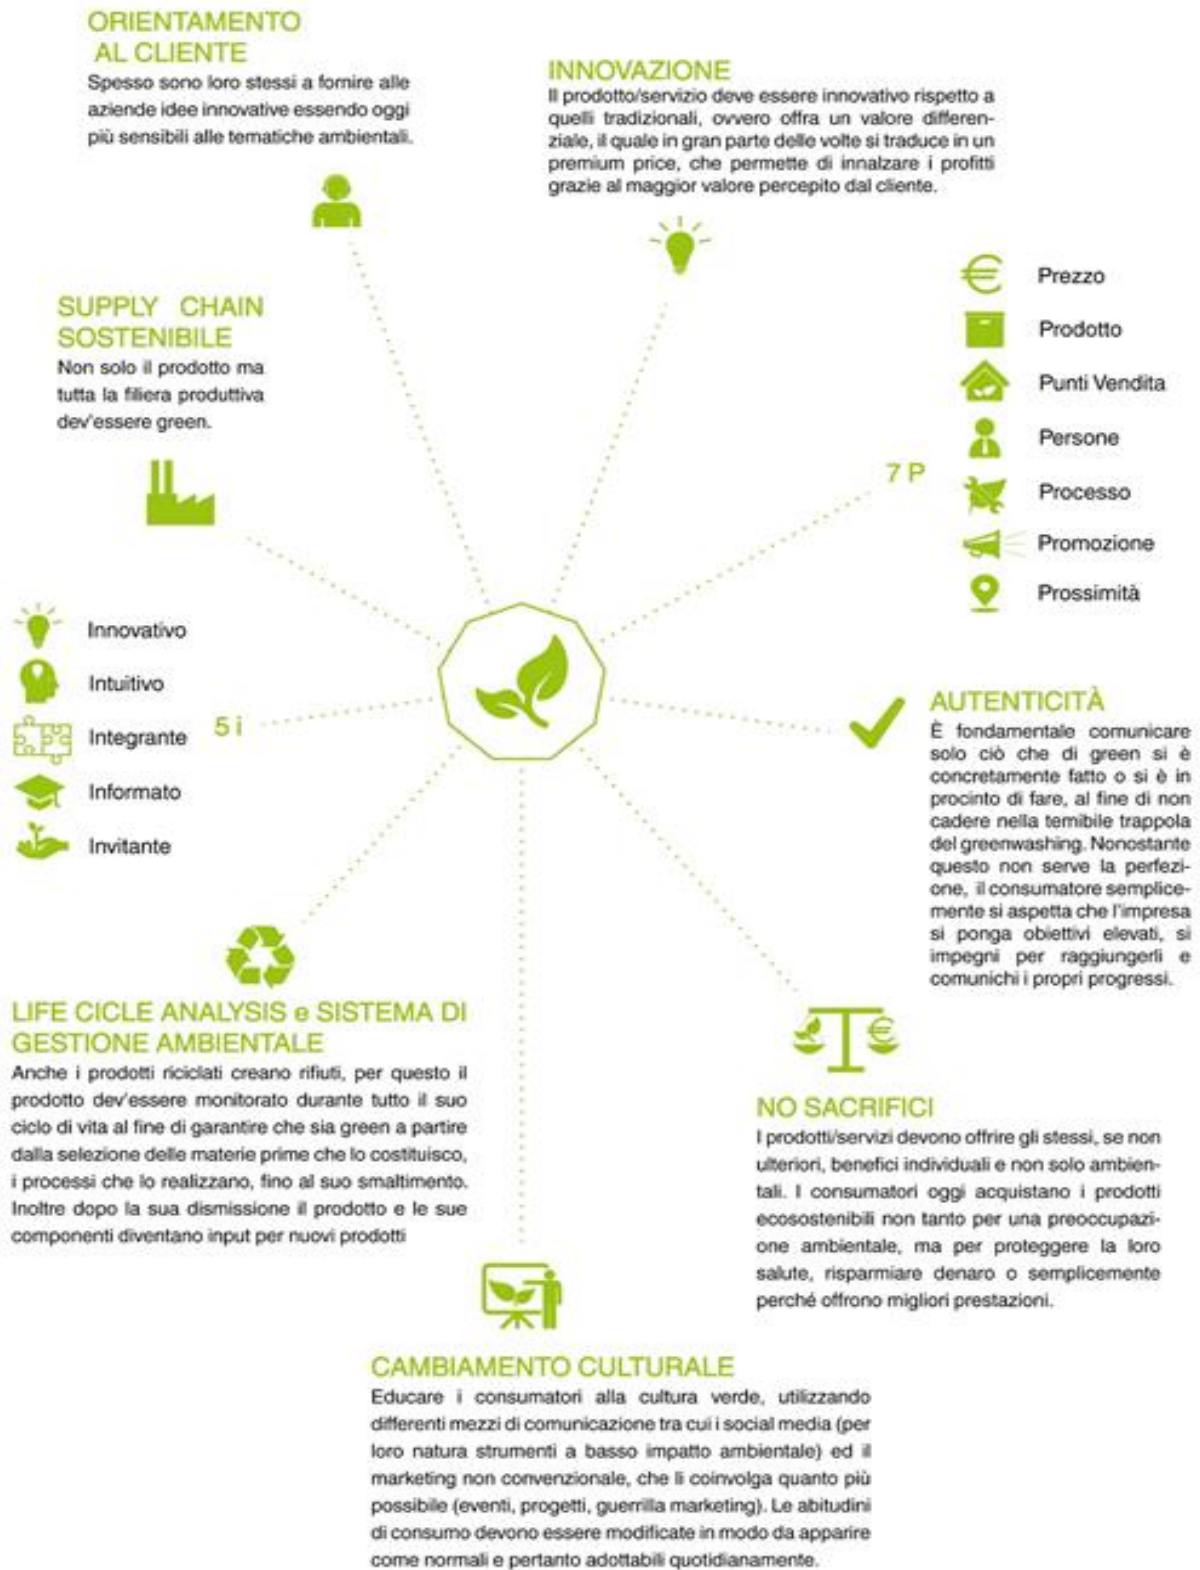 ORIENTAMENTO
AL CLIENTE
Spesso sono loro stessi a fornire alle
aziende idee innovative essendo oggi
più sensibili alle tematiche ambientali.
INNOVAZIONE
Il prodotto/servizio deve essere innovativo rispetto a
quelli tradizionali, ovvero offra un valore differen-
ziale, il quale in gran parte delle volte si traduce in un
premium price, che permette di innalzare i profitti
grazie al maggior valore percepito dal cliente.
SUPPLY CHAIN
SOSTENIBILE
Non solo il prodotto ma
tutta la filiera produttiva
dev'essere green.
7 P
Prezzo
Prodotto
Punti Vendita
Persone
Processo
Promozione
Prossimità
Innovativo
Intuitivo
Integrante
Informato
Invitante
5 i
AUTENTICITÀ
È fondamentale comunicare
solo ciò che di green si è
concretamente fatto o si è in
procinto di fare, al fine di non
cadere nella temibile trappola
del greenwashing. Nonostante
questo non serve la perfezi-
one, il consumatore semplice-
mente si aspetta che l'impresa
si ponga obiettivi elevati, si
impegni per raggiungerli e
comunichi i propri progressi.
LIFE CICLE ANALYSIS e SISTEMA DI
GESTIONE AMBIENTALE
Anche i prodotti riciclati creano rifiuti, per questo il
prodotto dev'essere monitorato durante tutto il suo
ciclo di vita al fine di garantire che sia green a partire
dalla selezione delle materie prime che lo costituisco,
i processi che lo realizzano, fino al suo smaltimento.
Inoltre dopo la sua dismissione il prodotto e le sue
componenti diventano input per nuovi prodotti
€
NO SACRIFICI
I prodotti/servizi devono offrire gli stessi, se non
ulteriori, benefici individuali e non solo ambien-
tali. I consumatori oggi acquistano i prodotti
ecosostenibili non tanto per una preoccupazi-
one ambientale, ma per proteggere la loro
salute, risparmiare denaro o semplicemente
perché offrono migliori prestazioni.
CAMBIAMENTO CULTURALE
Educare i consumatori alla cultura verde, utilizzando
differenti mezzi di comunicazione tra cui i social media (per
loro natura strumenti a basso impatto ambientale) ed il
marketing non convenzionale, che li coinvolga quanto più
possibile (eventi, progetti, guerrilla marketing). Le abitudini
di consumo devono essere modificate in modo da apparire
come normali e pertanto adottabili quotidianamente.